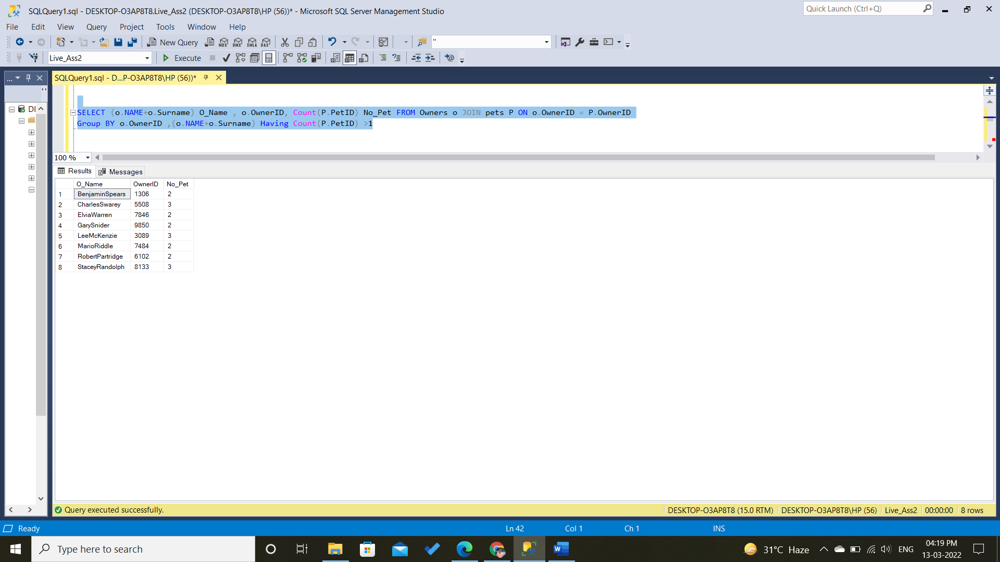 SQLQuery1.sql - DESKTOP-O3AP8T8.Live_Ass2 (DESKTOP-O3AP8T8\HP (56))* - Microsoft SQL Server Management Studio
Quick Launch (Ctrl+Q)
File Edit View Query Project Tools Window Help
New Query MDX DMX XMLA DAX "
Live_Ass2 Execute
... SQLQuery1.sql - D...P-O3AP8T8\HP (56))*
SELECT (o.NAME+o.Surname) O_Name , o.OwnerID, Count(P.PetID) No_Pet FROM Owners o JOIN pets P ON o.OwnerID = P.OwnerID
Group BY o.OwnerID ,(o.NAME+o.Surname) Having Count(P.PetID) >1
100 %
Results Messages
O_Name OwnerID No_Pet
1 BenjaminSpears 1306 2
2 CharlesSwarey 5508 3
3 ElviaWarren 7846 2
4 GarySnider 9850 2
5 LeeMcKenzie 3089 3
6 MarioRiddle 7484 2
7 RobertPartridge 6102 2
8 StaceyRandolph 8133 3
Query executed successfully. DESKTOP-O3AP8T8 (15.0 RTM) DESKTOP-O3AP8T8\HP (56) Live_Ass2 00:00:00 8 rows
Ready Ln 42 Col 1 Ch 1 INS
Type here to search 31°C Haze ENG 04:19 PM
13-03-2022